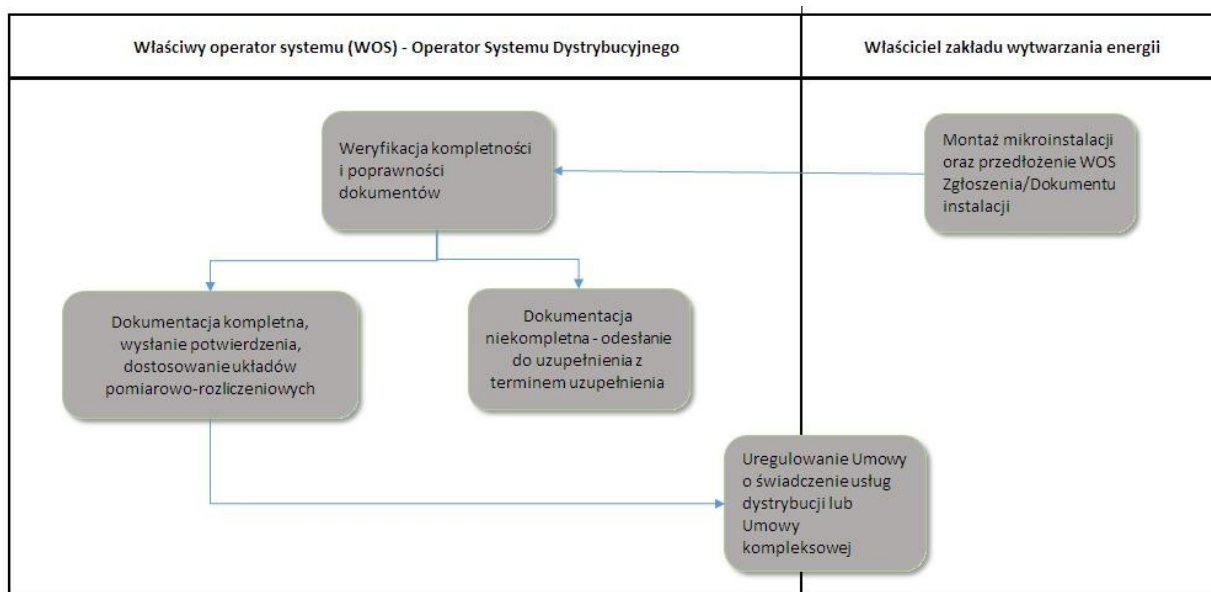 Właściwy operator systemu (WOS) - Operator Systemu Dystrybucyjnego
Właściciel zakładu wytwarzania energii
Weryfikacja kompletności
i poprawności
dokumentów
Montaż mikroinstalacji
oraz przedłożenie WOS
Zgłoszenia/Dokumentu
instalacji
Dokumentacja kompletna,
wysłanie potwierdzenia,
dostosowanie układów
pomiarowo-rozliczeniowych
Dokumentacja
niekompletna - odesłanie
do uzupełnienia z
terminem uzupełnienia
Uregulowanie Umowy
o świadczenie usług
dystrybucji lub
Umowy
kompleksowej